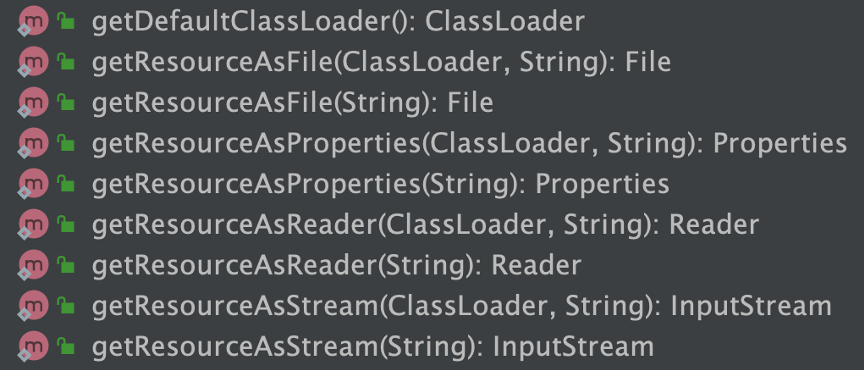 getDefaultClassLoader(): ClassLoader
getResourceAsFile(ClassLoader, String): File
getResourceAsFile(String): File
getResourceAsProperties(ClassLoader, String): Properties
getResourceAsProperties(String): Properties
getResourceAsReader(ClassLoader, String): Reader
getResourceAsReader(String): Reader
getResourceAsStream(ClassLoader, String): InputStream
getResourceAsStream(String): InputStream